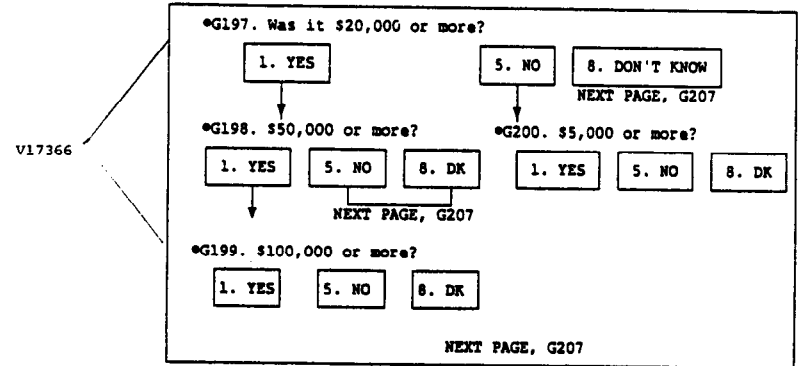 ●G197. Was it $20,000 or more?
1. YES
5. NO
8. DON'T KNOW
NEXT PAGE, G207
●G198. $50,000 or more?
●G200. $5,000 or more?
V17366
1. YES
5. NO
8. DK
1. YES
5. NO
8. DK
NEXT PAGE, G207
●G199. $100,000 or more?
1. YES
5. NO
8. DK
NEXT PAGE, G207